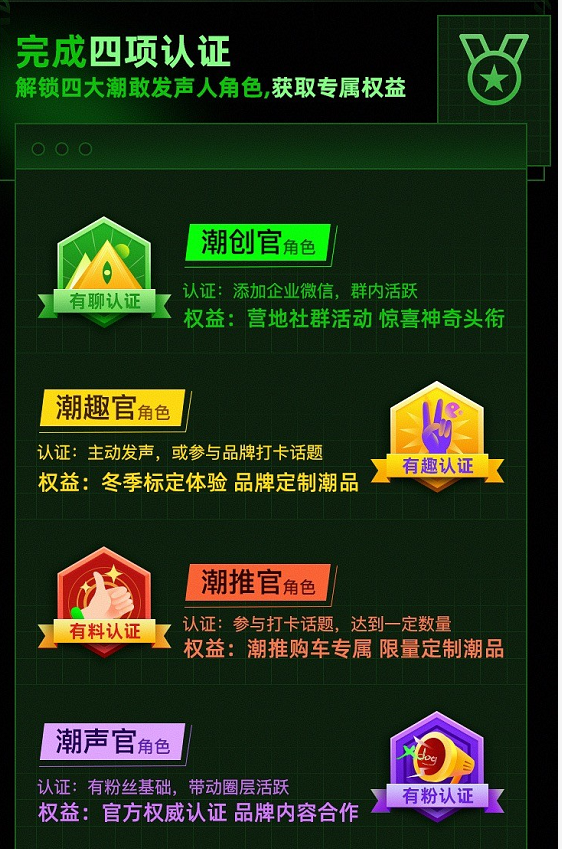 完成四项认证
解锁四大潮敢发声人角色,获取专属权益
潮创官角色
有聊认证
认证：添加企业微信，群内活跃
权益：营地社群活动 惊喜神奇头衔
潮趣官角色
认证：主动发声，或参与品牌打卡话题
有趣认证
权益：冬季标定体验 品牌定制潮品
潮推官角色
有料认证
认证：参与打卡话题，达到一定数量
权益：潮推购车专属 限量定制潮品
潮声官角色
认证：有粉丝基础，带动圈层活跃
有粉认证
权益：官方权威认证 品牌内容合作